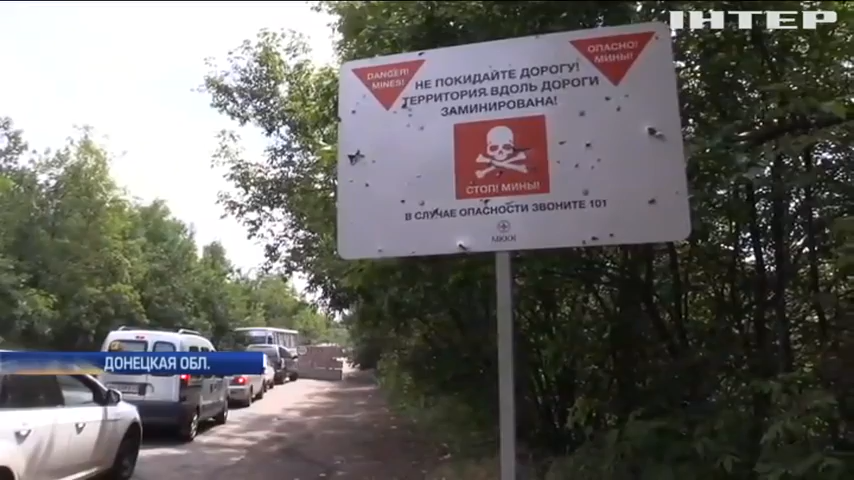 ІНТЕР
DANGER!
MINES!
ОПАСНО!
МИНЫ!
НЕ ПОКИДАЙТЕ ДОРОГУ!
ТЕРРИТОРИЯ ВДОЛЬ ДОРОГИ
ЗАМИНИРОВАНА!
СТОП! МИНЫ!
В СЛУЧАЕ ОПАСНОСТИ ЗВОНИТЕ 101
МККК
ДОНЕЦКАЯ ОБЛ.